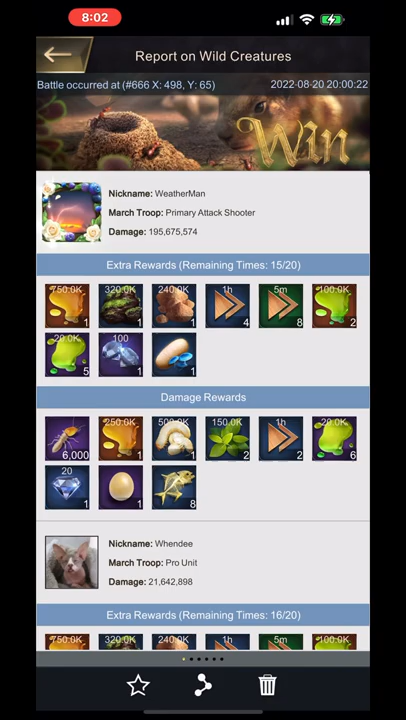 8:02
Report on Wild Creatures
Battle occurred at (#666 X: 498, Y: 65) 2022-08-20 20:00:22
Win
Nickname: WeatherMan
March Troop: Primary Attack Shooter
Damage: 195,675,574
Extra Rewards (Remaining Times: 15/20)
750.0K 320.0K 240.0K 1h 5m 100.0K
1 1 1 4 8 2
20.0K 100
5 1 1
Damage Rewards
250.0K 500.0K 150.0K 1h 20.0K
6,000 1 1 2 2 6
20
1 1 8
Nickname: Whendee
March Troop: Pro Unit
Damage: 21,642,898
Extra Rewards (Remaining Times: 16/20)
750.0K 320.0K 240.0K 1h 5m 100.0K